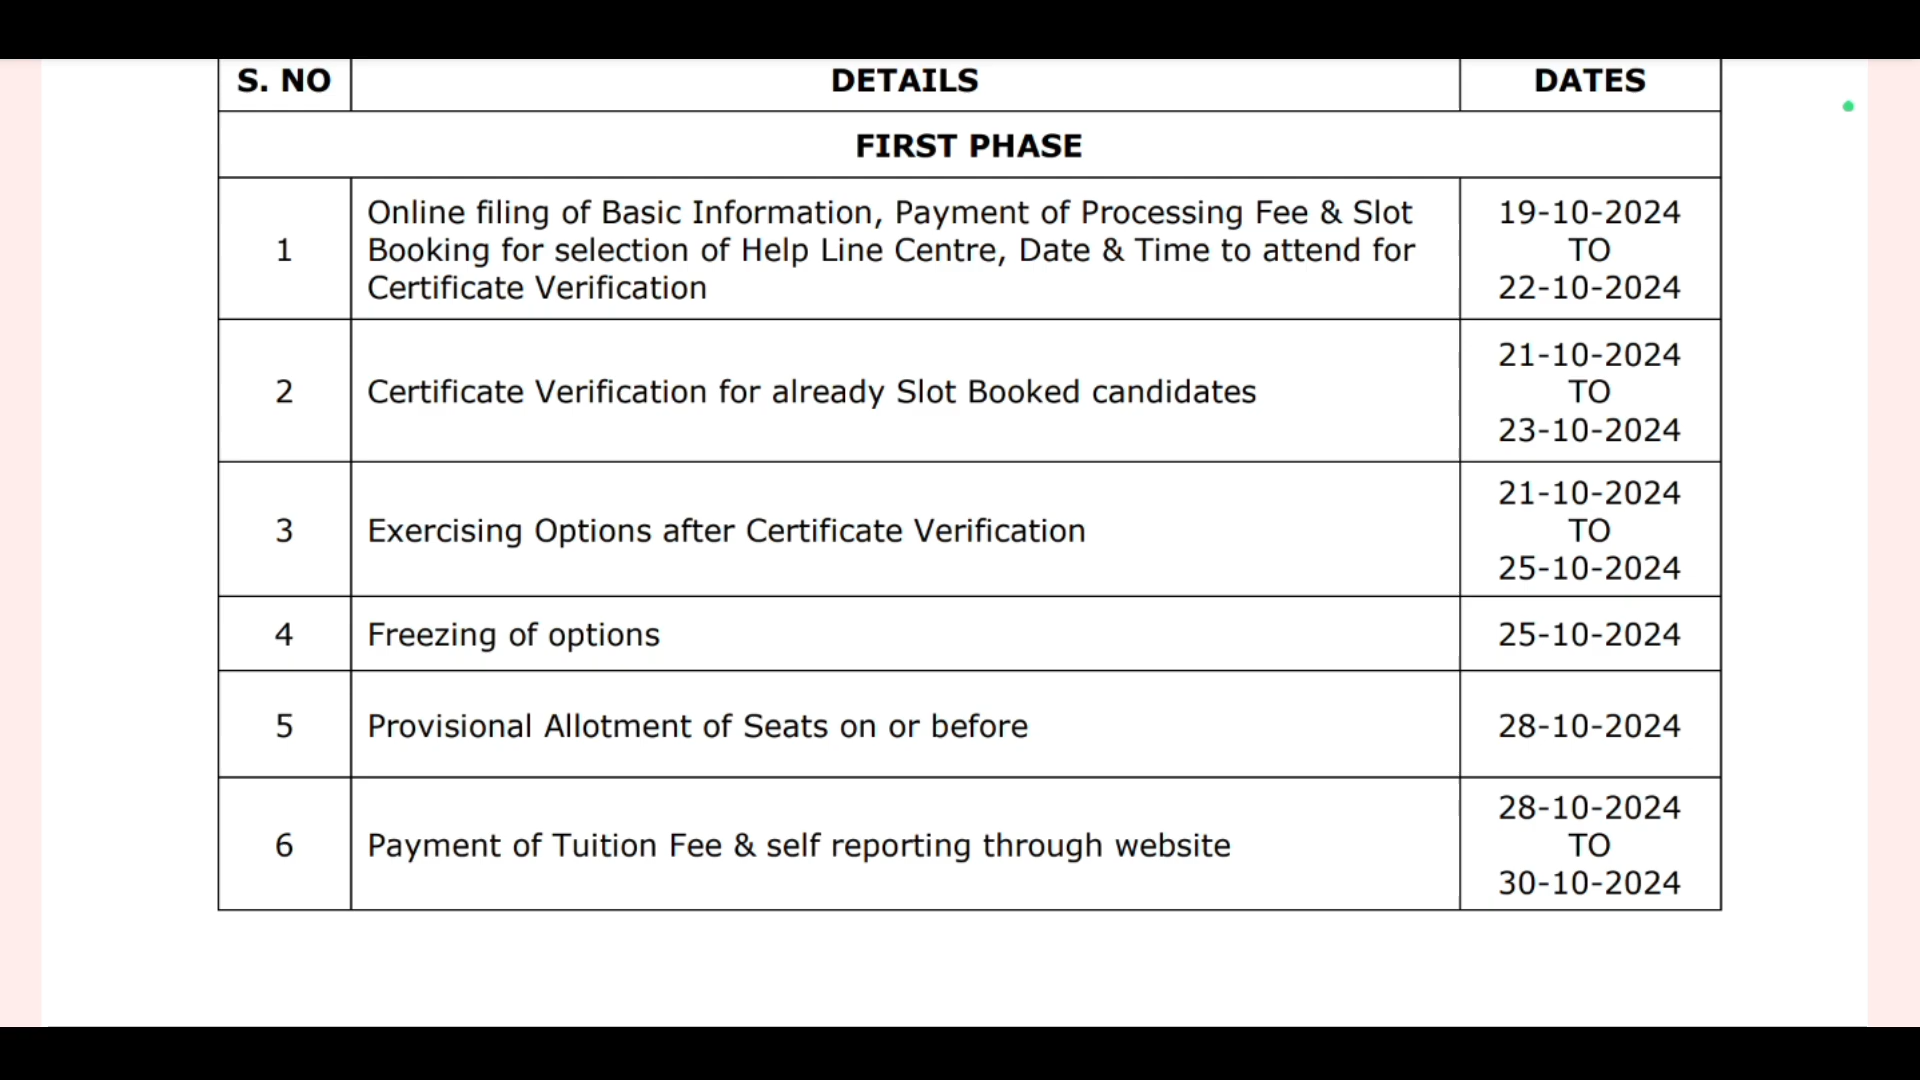 S. NO DETAILS DATES
FIRST PHASE
1
Online filing of Basic Information, Payment of Processing Fee & Slot
Booking for selection of Help Line Centre, Date & Time to attend for
Certificate Verification
19-10-2024
TO
22-10-2024
2
Certificate Verification for already Slot Booked candidates
21-10-2024
TO
23-10-2024
3
Exercising Options after Certificate Verification
21-10-2024
TO
25-10-2024
4
Freezing of options
25-10-2024
5
Provisional Allotment of Seats on or before
28-10-2024
6
Payment of Tuition Fee & self reporting through website
28-10-2024
TO
30-10-2024